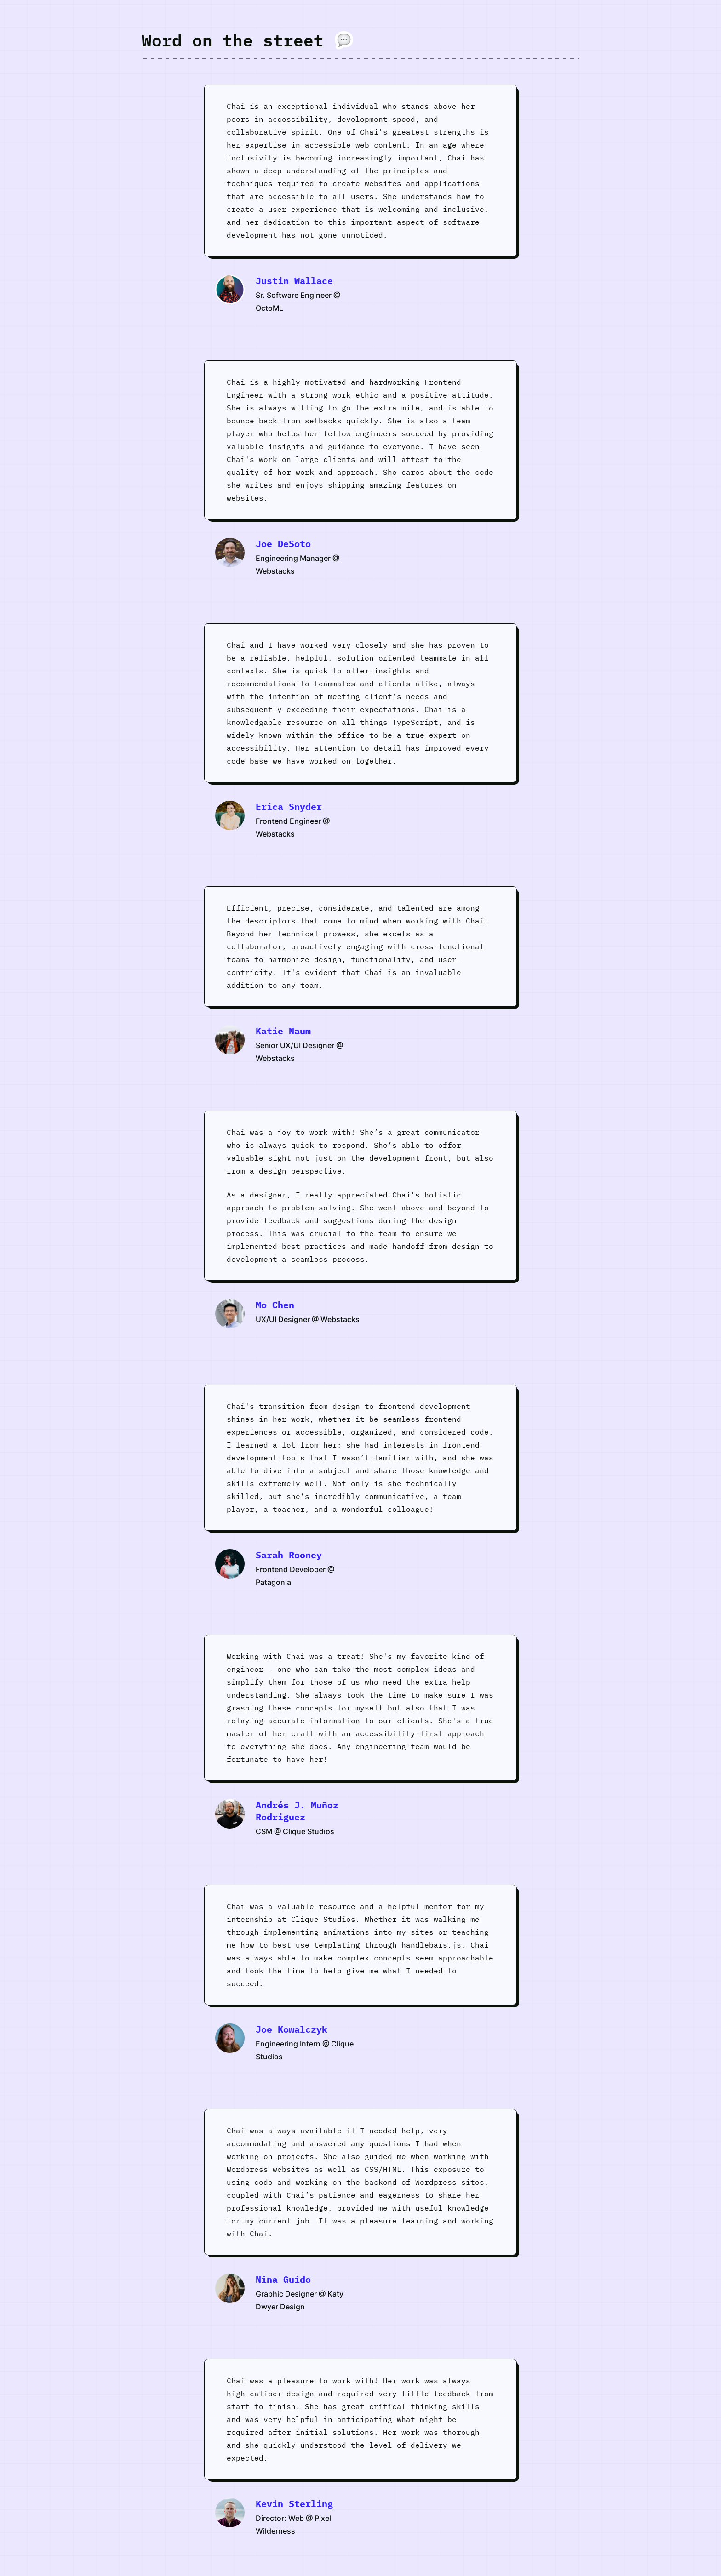 Word on the street 💬
Chai is an exceptional individual who stands above her
peers in accessibility, development speed, and
collaborative spirit. One of Chai's greatest strengths is
her expertise in accessible web content. In an age where
inclusivity is becoming increasingly important, Chai has
shown a deep understanding of the principles and
techniques required to create websites and applications
that are accessible to all users. She understands how to
create a user experience that is welcoming and inclusive,
and her dedication to this important aspect of software
development has not gone unnoticed.
Justin Wallace
Sr. Software Engineer @
OctoML
Chai is a highly motivated and hardworking Frontend
Engineer with a strong work ethic and a positive attitude.
She is always willing to go the extra mile, and is able to
bounce back from setbacks quickly. She is also a team
player who helps her fellow engineers succeed by providing
valuable insights and guidance to everyone. I have seen
Chai's work on large clients and will attest to the
quality of her work and approach. She cares about the code
she writes and enjoys shipping amazing features on
websites.
Joe DeSoto
Engineering Manager @
Webstacks
Chai and I have worked very closely and she has proven to
be a reliable, helpful, solution oriented teammate in all
contexts. She is quick to offer insights and
recommendations to teammates and clients alike, always
with the intention of meeting client's needs and
subsequently exceeding their expectations. Chai is a
knowledgable resource on all things TypeScript, and is
widely known within the office to be a true expert on
accessibility. Her attention to detail has improved every
code base we have worked on together.
Erica Snyder
Frontend Engineer @
Webstacks
Efficient, precise, considerate, and talented are among
the descriptors that come to mind when working with Chai.
Beyond her technical prowess, she excels as a
collaborator, proactively engaging with cross-functional
teams to harmonize design, functionality, and user-
centricity. It's evident that Chai is an invaluable
addition to any team.
Katie Naum
Senior UX/UI Designer @
Webstacks
Chai was a joy to work with! She’s a great communicator
who is always quick to respond. She’s able to offer
valuable sight not just on the development front, but also
from a design perspective.
As a designer, I really appreciated Chai’s holistic
approach to problem solving. She went above and beyond to
provide feedback and suggestions during the design
process. This was crucial to the team to ensure we
implemented best practices and made handoff from design to
development a seamless process.
Mo Chen
UX/UI Designer @ Webstacks
Chai's transition from design to frontend development
shines in her work, whether it be seamless frontend
experiences or accessible, organized, and considered code.
I learned a lot from her; she had interests in frontend
development tools that I wasn’t familiar with, and she was
able to dive into a subject and share those knowledge and
skills extremely well. Not only is she technically
skilled, but she’s incredibly communicative, a team
player, a teacher, and a wonderful colleague!
Sarah Rooney
Frontend Developer @
Patagonia
Working with Chai was a treat! She's my favorite kind of
engineer - one who can take the most complex ideas and
simplify them for those of us who need the extra help
understanding. She always took the time to make sure I was
grasping these concepts for myself but also that I was
relaying accurate information to our clients. She's a true
master of her craft with an accessibility-first approach
to everything she does. Any engineering team would be
fortunate to have her!
Andrés J. Muñoz
Rodriguez
CSM @ Clique Studios
Chai was a valuable resource and a helpful mentor for my
internship at Clique Studios. Whether it was walking me
through implementing animations into my sites or teaching
me how to best use templating through handlebars.js, Chai
was always able to make complex concepts seem approachable
and took the time to help give me what I needed to
succeed.
Joe Kowalczyk
Engineering Intern @ Clique
Studios
Chai was always available if I needed help, very
accommodating and answered any questions I had when
working on projects. She also guided me when working with
Wordpress websites as well as CSS/HTML. This exposure to
using code and working on the backend of Wordpress sites,
coupled with Chai’s patience and eagerness to share her
professional knowledge, provided me with useful knowledge
for my current job. It was a pleasure learning and working
with Chai.
Nina Guido
Graphic Designer @ Katy
Dwyer Design
Chai was a pleasure to work with! Her work was always
high-caliber design and required very little feedback from
start to finish. She has great critical thinking skills
and was very helpful in anticipating what might be
required after initial solutions. Her work was thorough
and she quickly understood the level of delivery we
expected.
Kevin Sterling
Director: Web @ Pixel
Wilderness